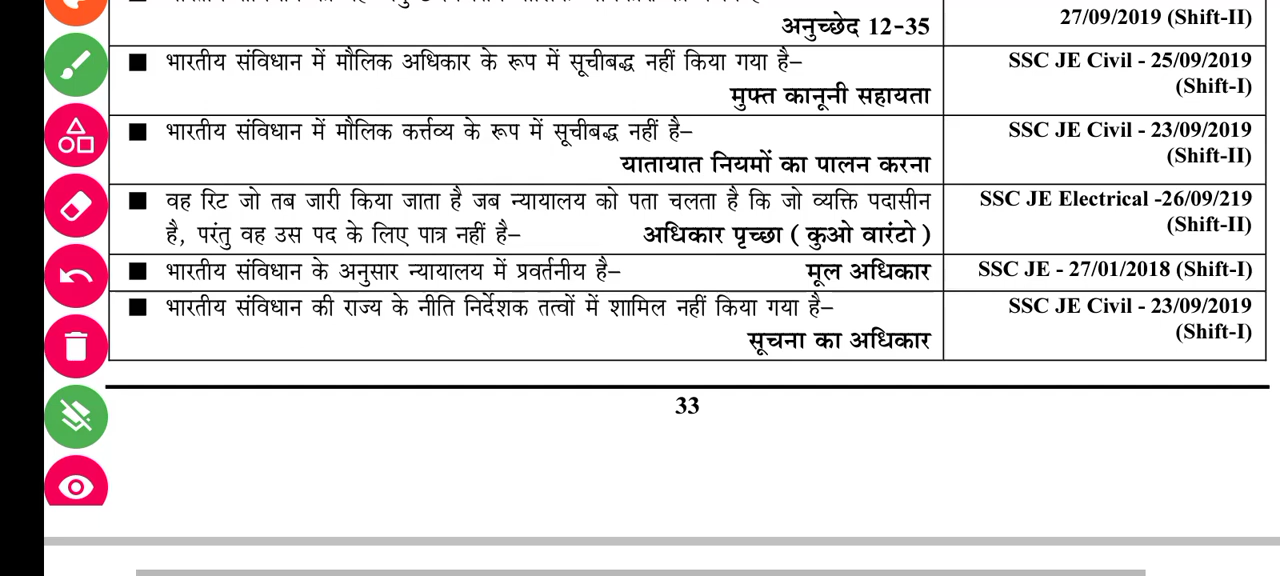 अनुच्छेद 12-35
27/09/2019 (Shift-II)
■ भारतीय संविधान में मौलिक अधिकार के रूप में सूचीबद्ध नहीं किया गया है–
मुफ्त कानूनी सहायता
SSC JE Civil - 25/09/2019
(Shift-I)
■ भारतीय संविधान में मौलिक कर्त्तव्य के रूप में सूचीबद्ध नहीं है–
यातायात नियमों का पालन करना
SSC JE Civil - 23/09/2019
(Shift-II)
■ वह रिट जो तब जारी किया जाता है जब न्यायालय को पता चलता है कि जो व्यक्ति पदासीन
है, परंतु वह उस पद के लिए पात्र नहीं है– अधिकार पृच्छा ( कुओ वारंटो )
SSC JE Electrical -26/09/219
(Shift-II)
■ भारतीय संविधान के अनुसार न्यायालय में प्रवर्तनीय है– मूल अधिकार
SSC JE - 27/01/2018 (Shift-I)
■ भारतीय संविधान की राज्य के नीति निर्देशक तत्वों में शामिल नहीं किया गया है–
सूचना का अधिकार
SSC JE Civil - 23/09/2019
(Shift-I)
33